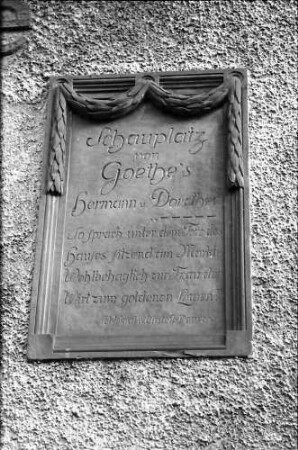 Schauplatz
von
Goethe's
Hermann u. Dorothea
So sprach unter dem Tore des
Hauses sitzend am Markt
Wohlbehaglich zur Frau der
Wirt zum goldenen Löwen